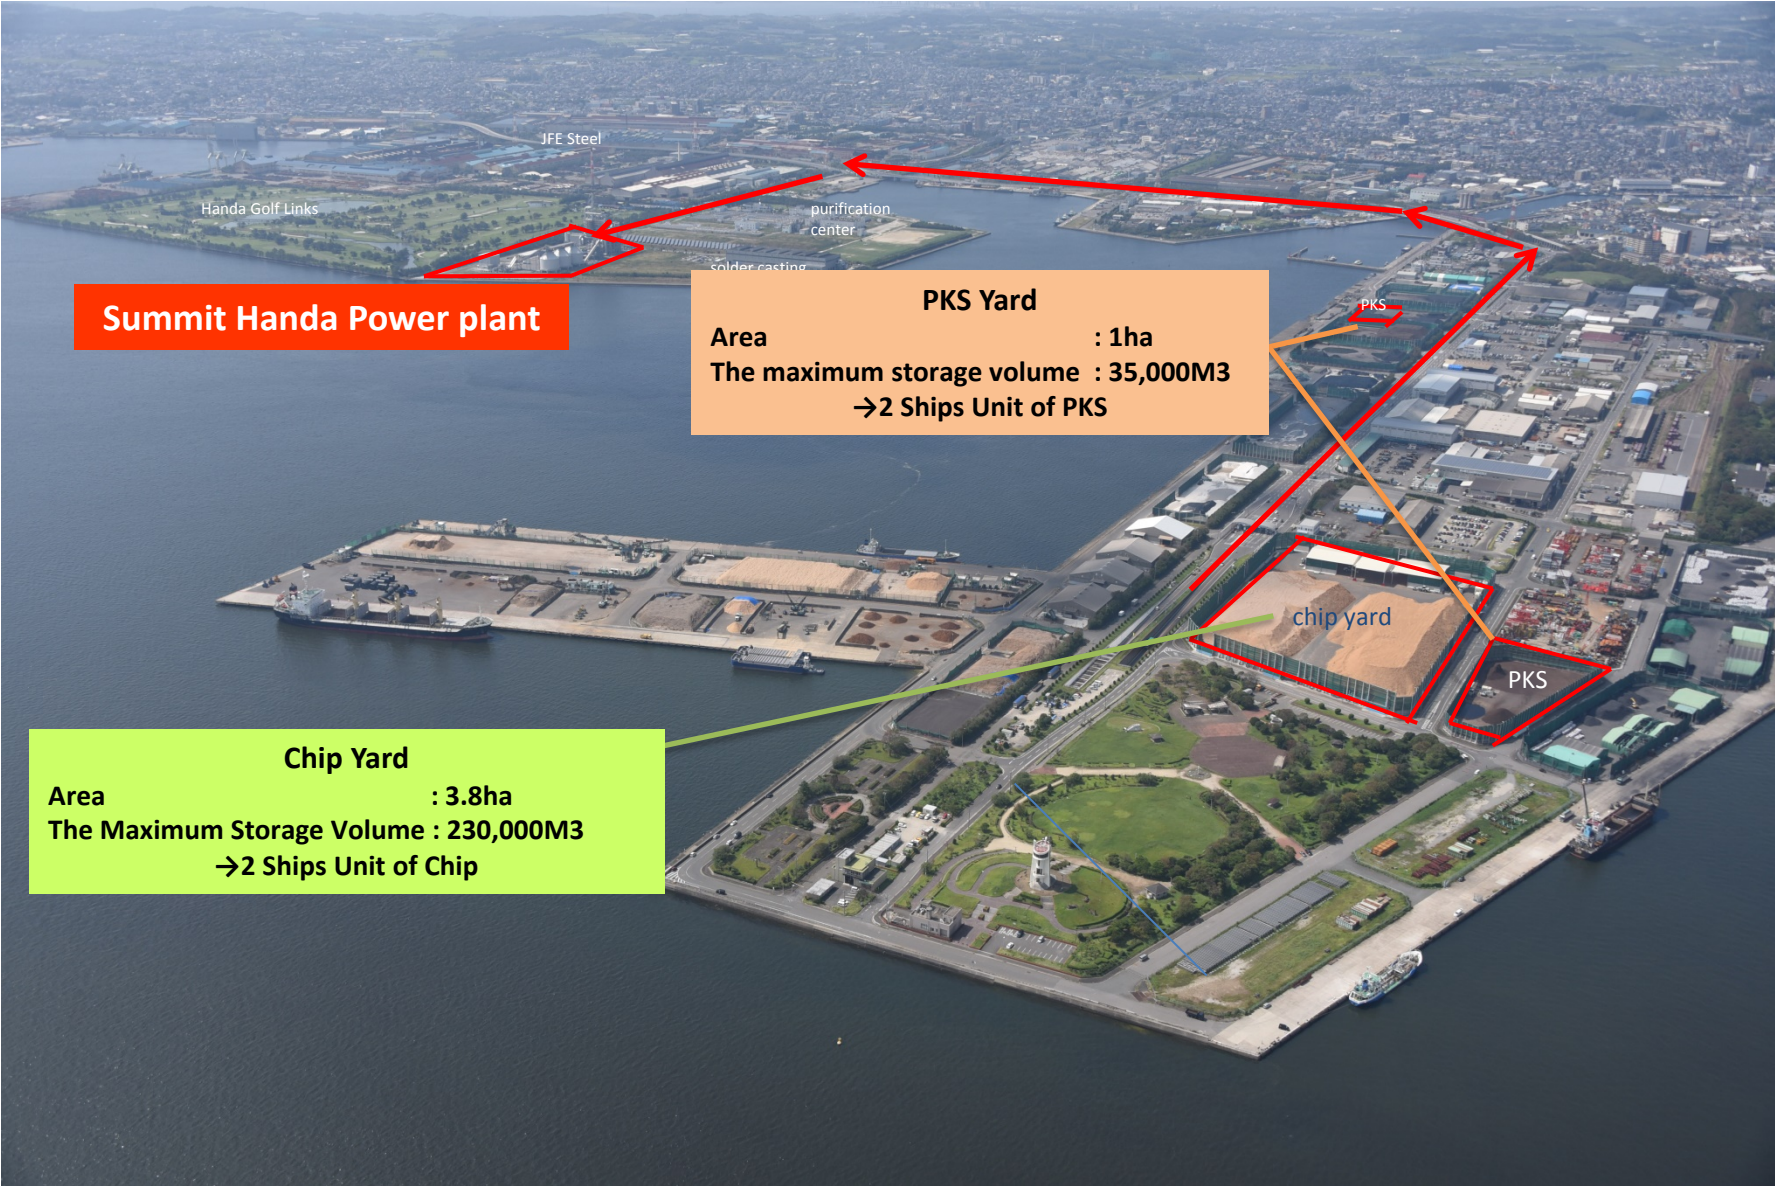 JFE Steel
Handa Golf Links
purification
center
solder casting
Summit Handa Power plant
PKS Yard
Area : 1ha
The maximum storage volume : 35,000M3
→2 Ships Unit of PKS
PKS
chip yard
PKS
Chip Yard
Area : 3.8ha
The Maximum Storage Volume : 230,000M3
→2 Ships Unit of Chip